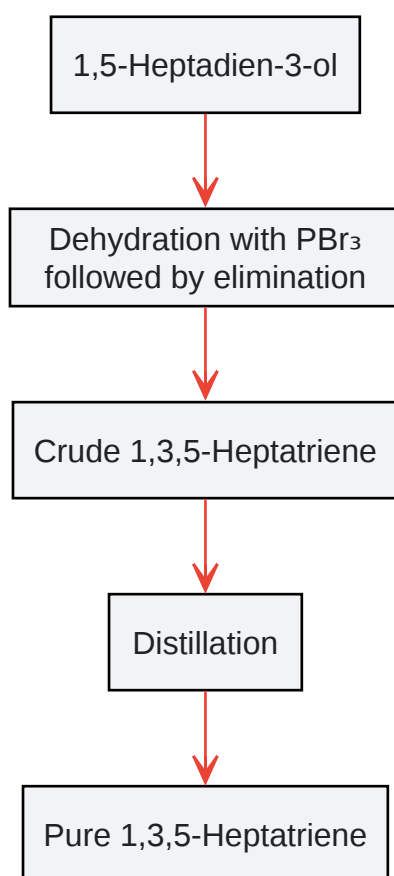 1,5-Heptadien-3-ol
Dehydration with PBr₃
followed by elimination
Crude 1,3,5-Heptatriene
Distillation
Pure 1,3,5-Heptatriene